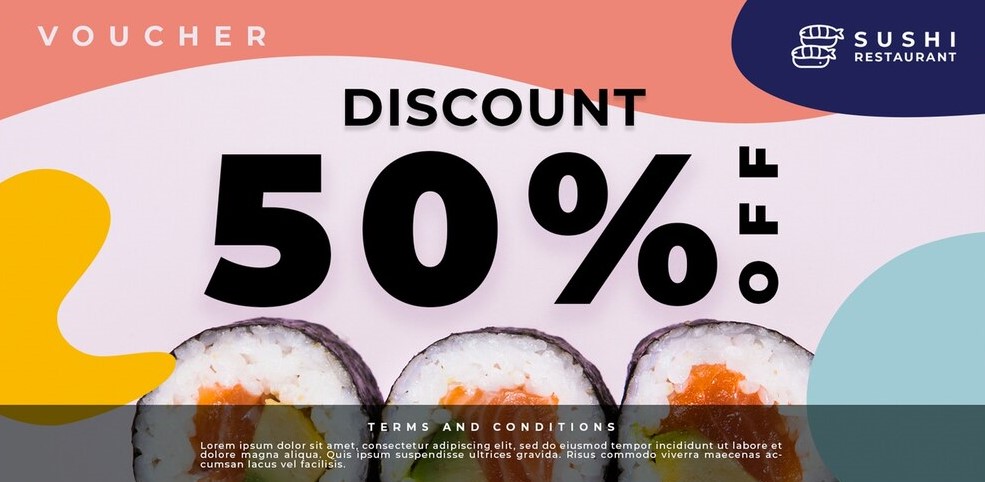 VOUCHER
SUSHI
RESTAURANT
DISCOUNT
50%
OFF
TERMS AND CONDITIONS
Lorem ipsum dolor sit amet, consectetur adipiscing elit, sed do eiusmod tempor incididunt ut labore et
dolore magna aliqua. Quis ipsum suspendisse ultrices gravida. Risus commodo viverra maecenas ac-
cumsan lacus vel facilisis.